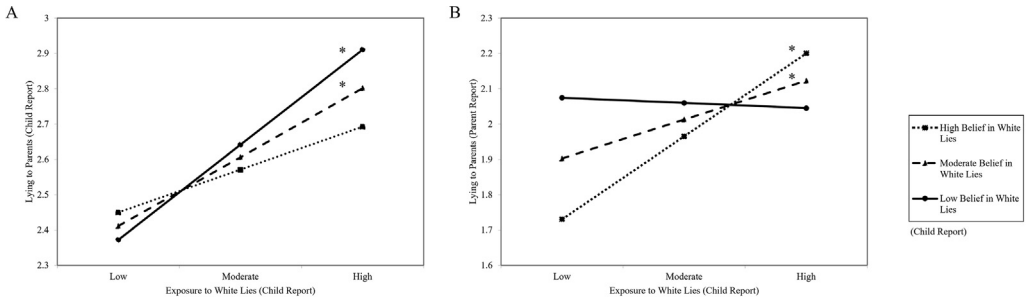 A
3
2.9
2.8
2.7
2.6
2.5
2.4
2.3
Lying to Parents (Child Report)
*
*
Low
Moderate
High
Exposure to White Lies (Child Report)
B
2.2
2.2
2.1
2.0
1.9
1.8
1.7
1.6
Lying to Parents (Parent Report)
*
*
Low
Moderate
High
Exposure to White Lies (Child Report)
High Belief in White
Lies
Moderate Belief in
White Lies
Low Belief in White
Lies
(Child Report)